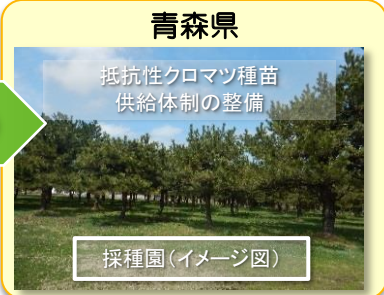 青森県
抵抗性クロマツ種苗
供給体制の整備
採種園(イメージ図)